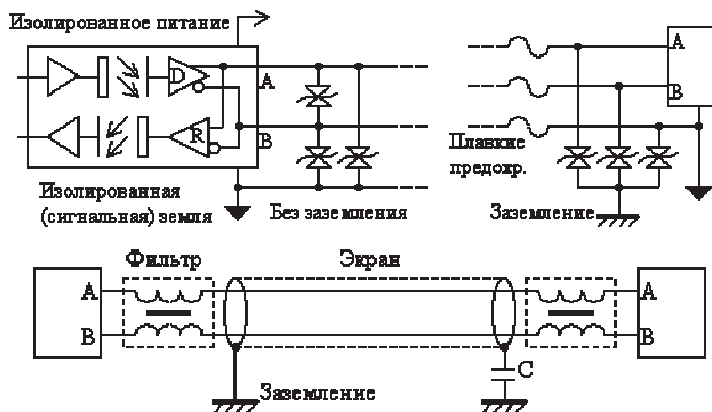 Изолированное питание
D
A
A
B
R
B
Плавкие
предохр.
Изолированная
(сигнальная) земля
Без заземления
Заземление
Фильтр
Экран
A
A
B
B
C
Заземление